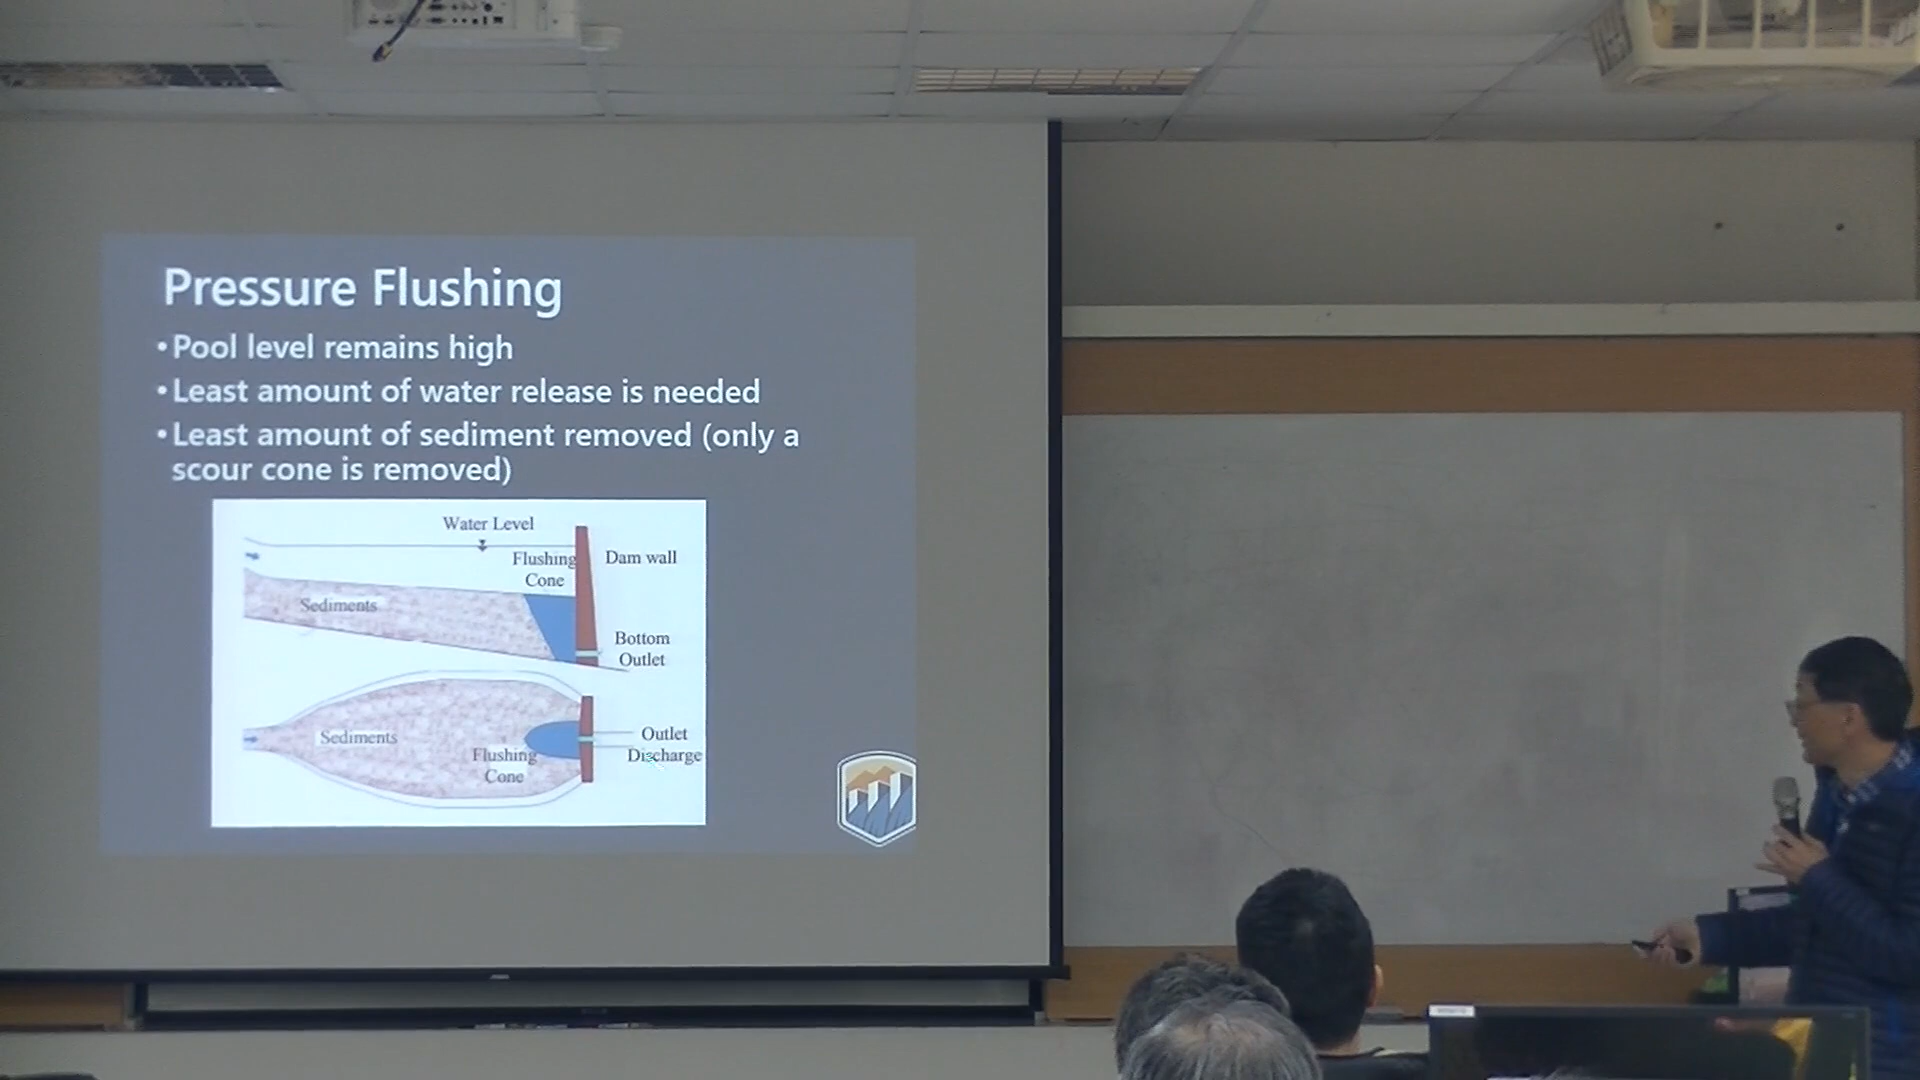 Pressure Flushing
•Pool level remains high
•Least amount of water release is needed
•Least amount of sediment removed (only a
scour cone is removed)
Water Level
Flushing
Cone
Dam wall
Sediments
Bottom
Outlet
Sediments
Flushing
Cone
Outlet
Discharge